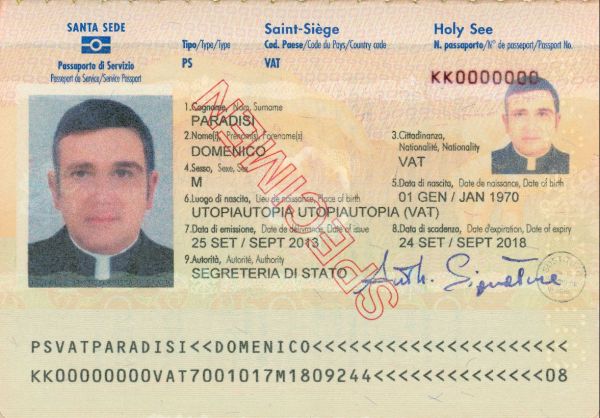 SANTA SEDE
Saint-Siège
Holy See
Passaporto di Servizio
Passeport de Service/Service Passport
Tipo/Type/Type
Cod. Paese/Code du Pays/Country code
N. passaporto/N° de passeport/Passport No.
PS
VAT
KK0000000
1.Cognome, Nom, Surname
PARADISI
2.Nome(i), Prénom(s), Forename(s)
DOMENICO
3.Cittadinanza,
Nationalité, Nationality
VAT
4.Sesso, Sexe, Sex
M
5.Data di nascita, Date de naissance, Date of birth
01 GEN / JAN 1970
6.Luogo di nascita, Lieu de naissance, Place of birth
UTOPIAUTOPIA UTOPIAUTOPIA (VAT)
7.Data di emissione, Date de délivrance, Date of issue
25 SET / SEPT 2013
8.Data di scadenza, Date d'expiration, Date of expiry
24 SET / SEPT 2018
9.Autorità, Autorité, Authority
SEGRETERIA DI STATO
Auth. Signature
SPECIMEN
PSVATPARADISI<<DOMENICO<<<<<<<<<<<<<<<<<<<<<
KK00000000VAT7001017M1809244<<<<<<<<<<<<<<08